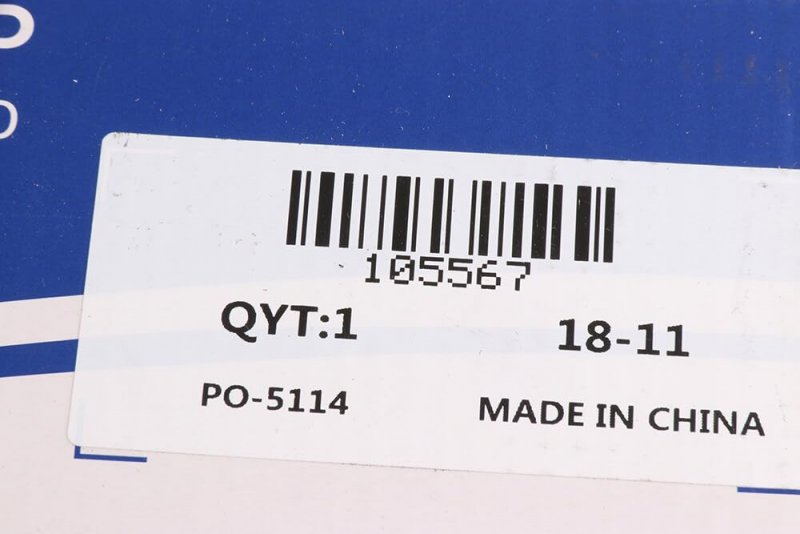 105567
QYT:1 18-11
PO-5114 MADE IN CHINA